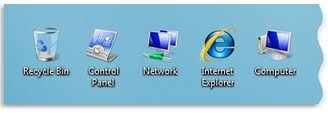 Recycle Bin
Control
Panel
Network
Internet
Explorer
Computer